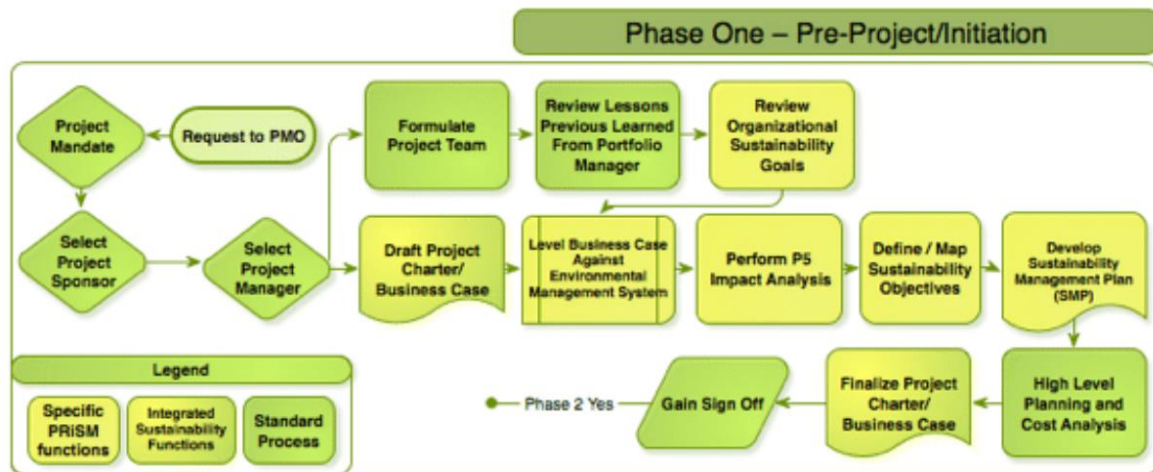 Phase One – Pre-Project/Initiation
Project
Mandate
Request to PMO
Formulate
Project Team
Review Lessons
Previous Learned
From Portfolio
Manager
Review
Organizational
Sustainability
Goals
Select
Project
Sponsor
Select
Project
Manager
Draft Project
Charter/
Business Case
Level Business Case
Against
Environmental
Management System
Perform P5
Impact Analysis
Define / Map
Sustainability
Objectives
Develop
Sustainability
Management Plan
(SMP)
Legend
Specific
PRiSM
functions
Integrated
Sustainability
Functions
Standard
Process
Phase 2 Yes
Gain Sign Off
Finalize Project
Charter/
Business Case
High Level
Planning and
Cost Analysis